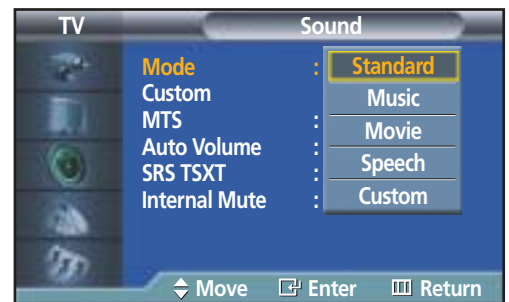 TV Sound
Mode : Standard
Custom Music
MTS : Movie
Auto Volume :
SRS TSXT : Speech
Internal Mute : Custom
Move Enter Return